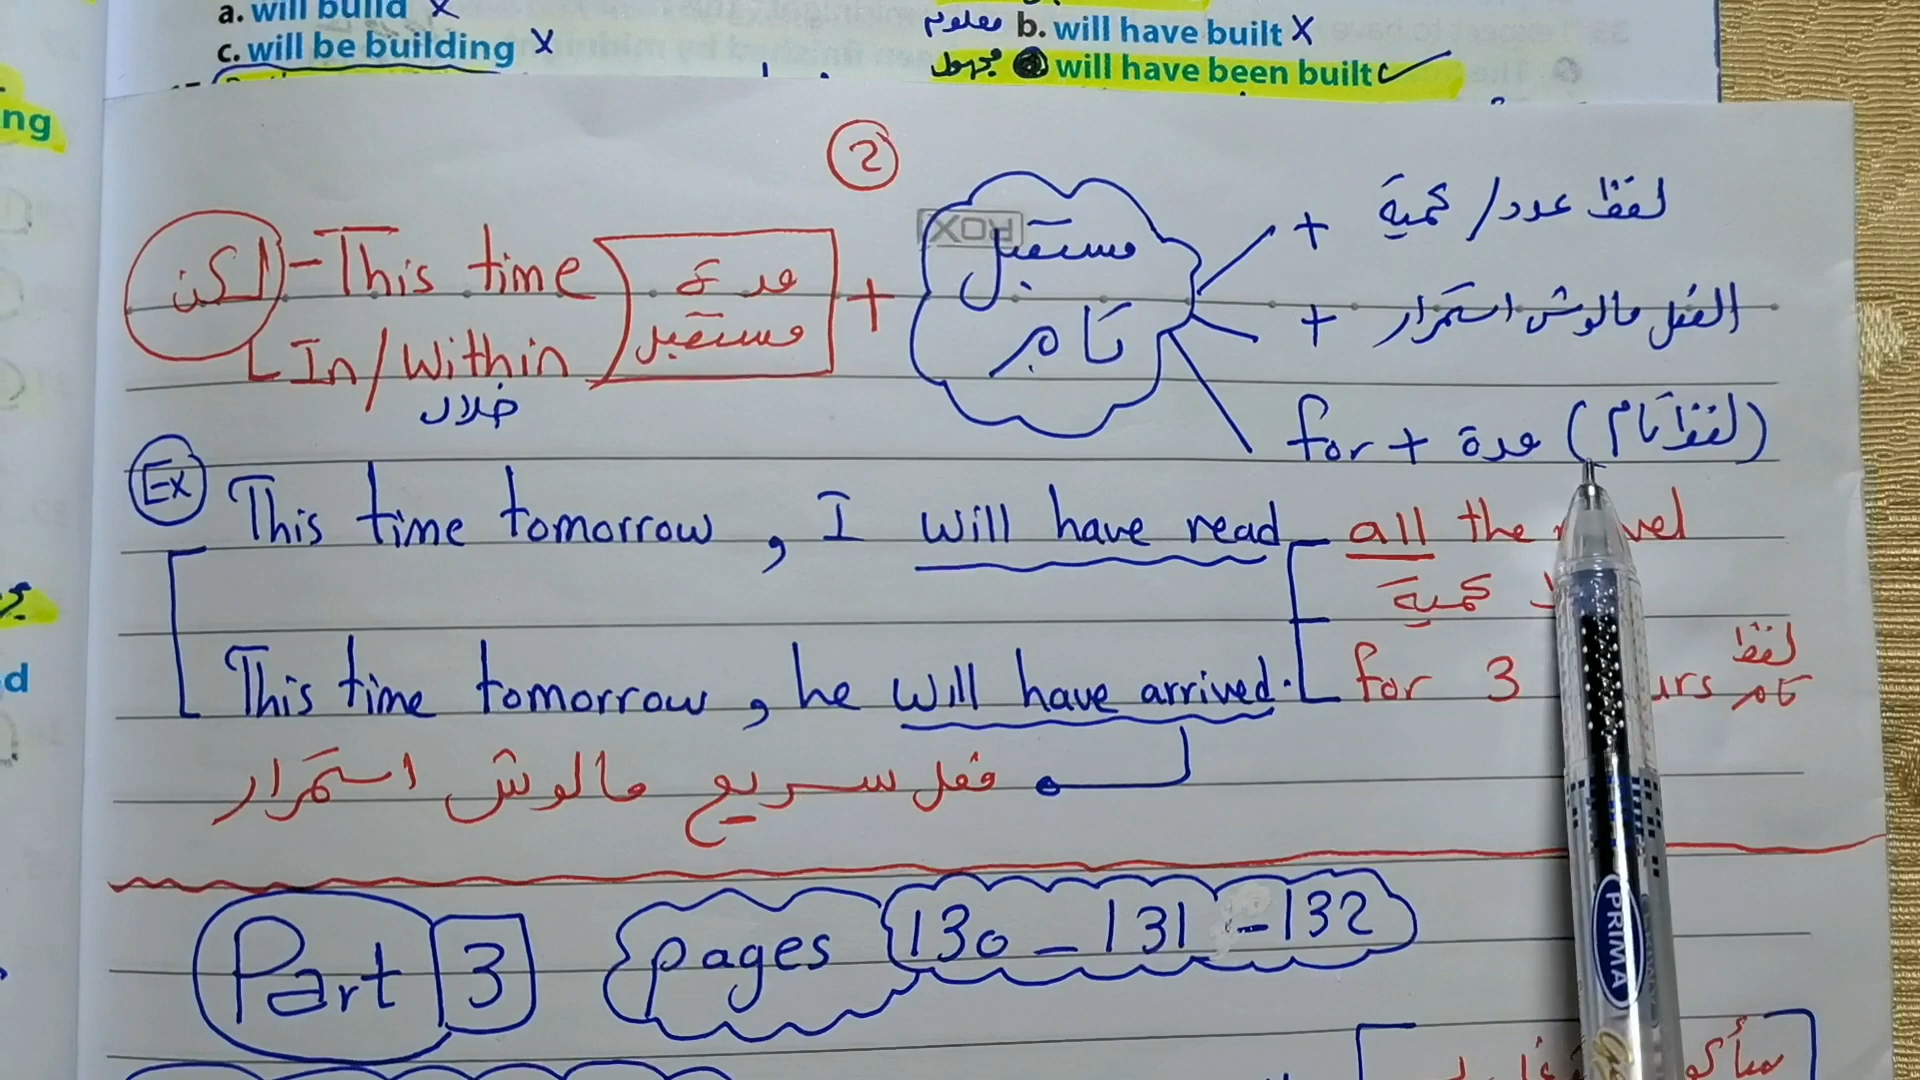 a. will build X
c. will be building X
معلوم b. will have built X
مجهول will have been built ✓
ng
2
لكن - This time
In / Within
مدة مستقبل + مستقبل تام
خلال
+ لفظ عدد / كمية
+ الفعل مالوش استمرار
for + مدة (لفظ تام)
Ex This time tomorrow, I will have read all the
كمية
This time tomorrow, he will have arrived. for 3
لفظ تام
فعل سريع مالوش استمرار
Part 3 pages 130 - 131 - 132
PRIMA
d